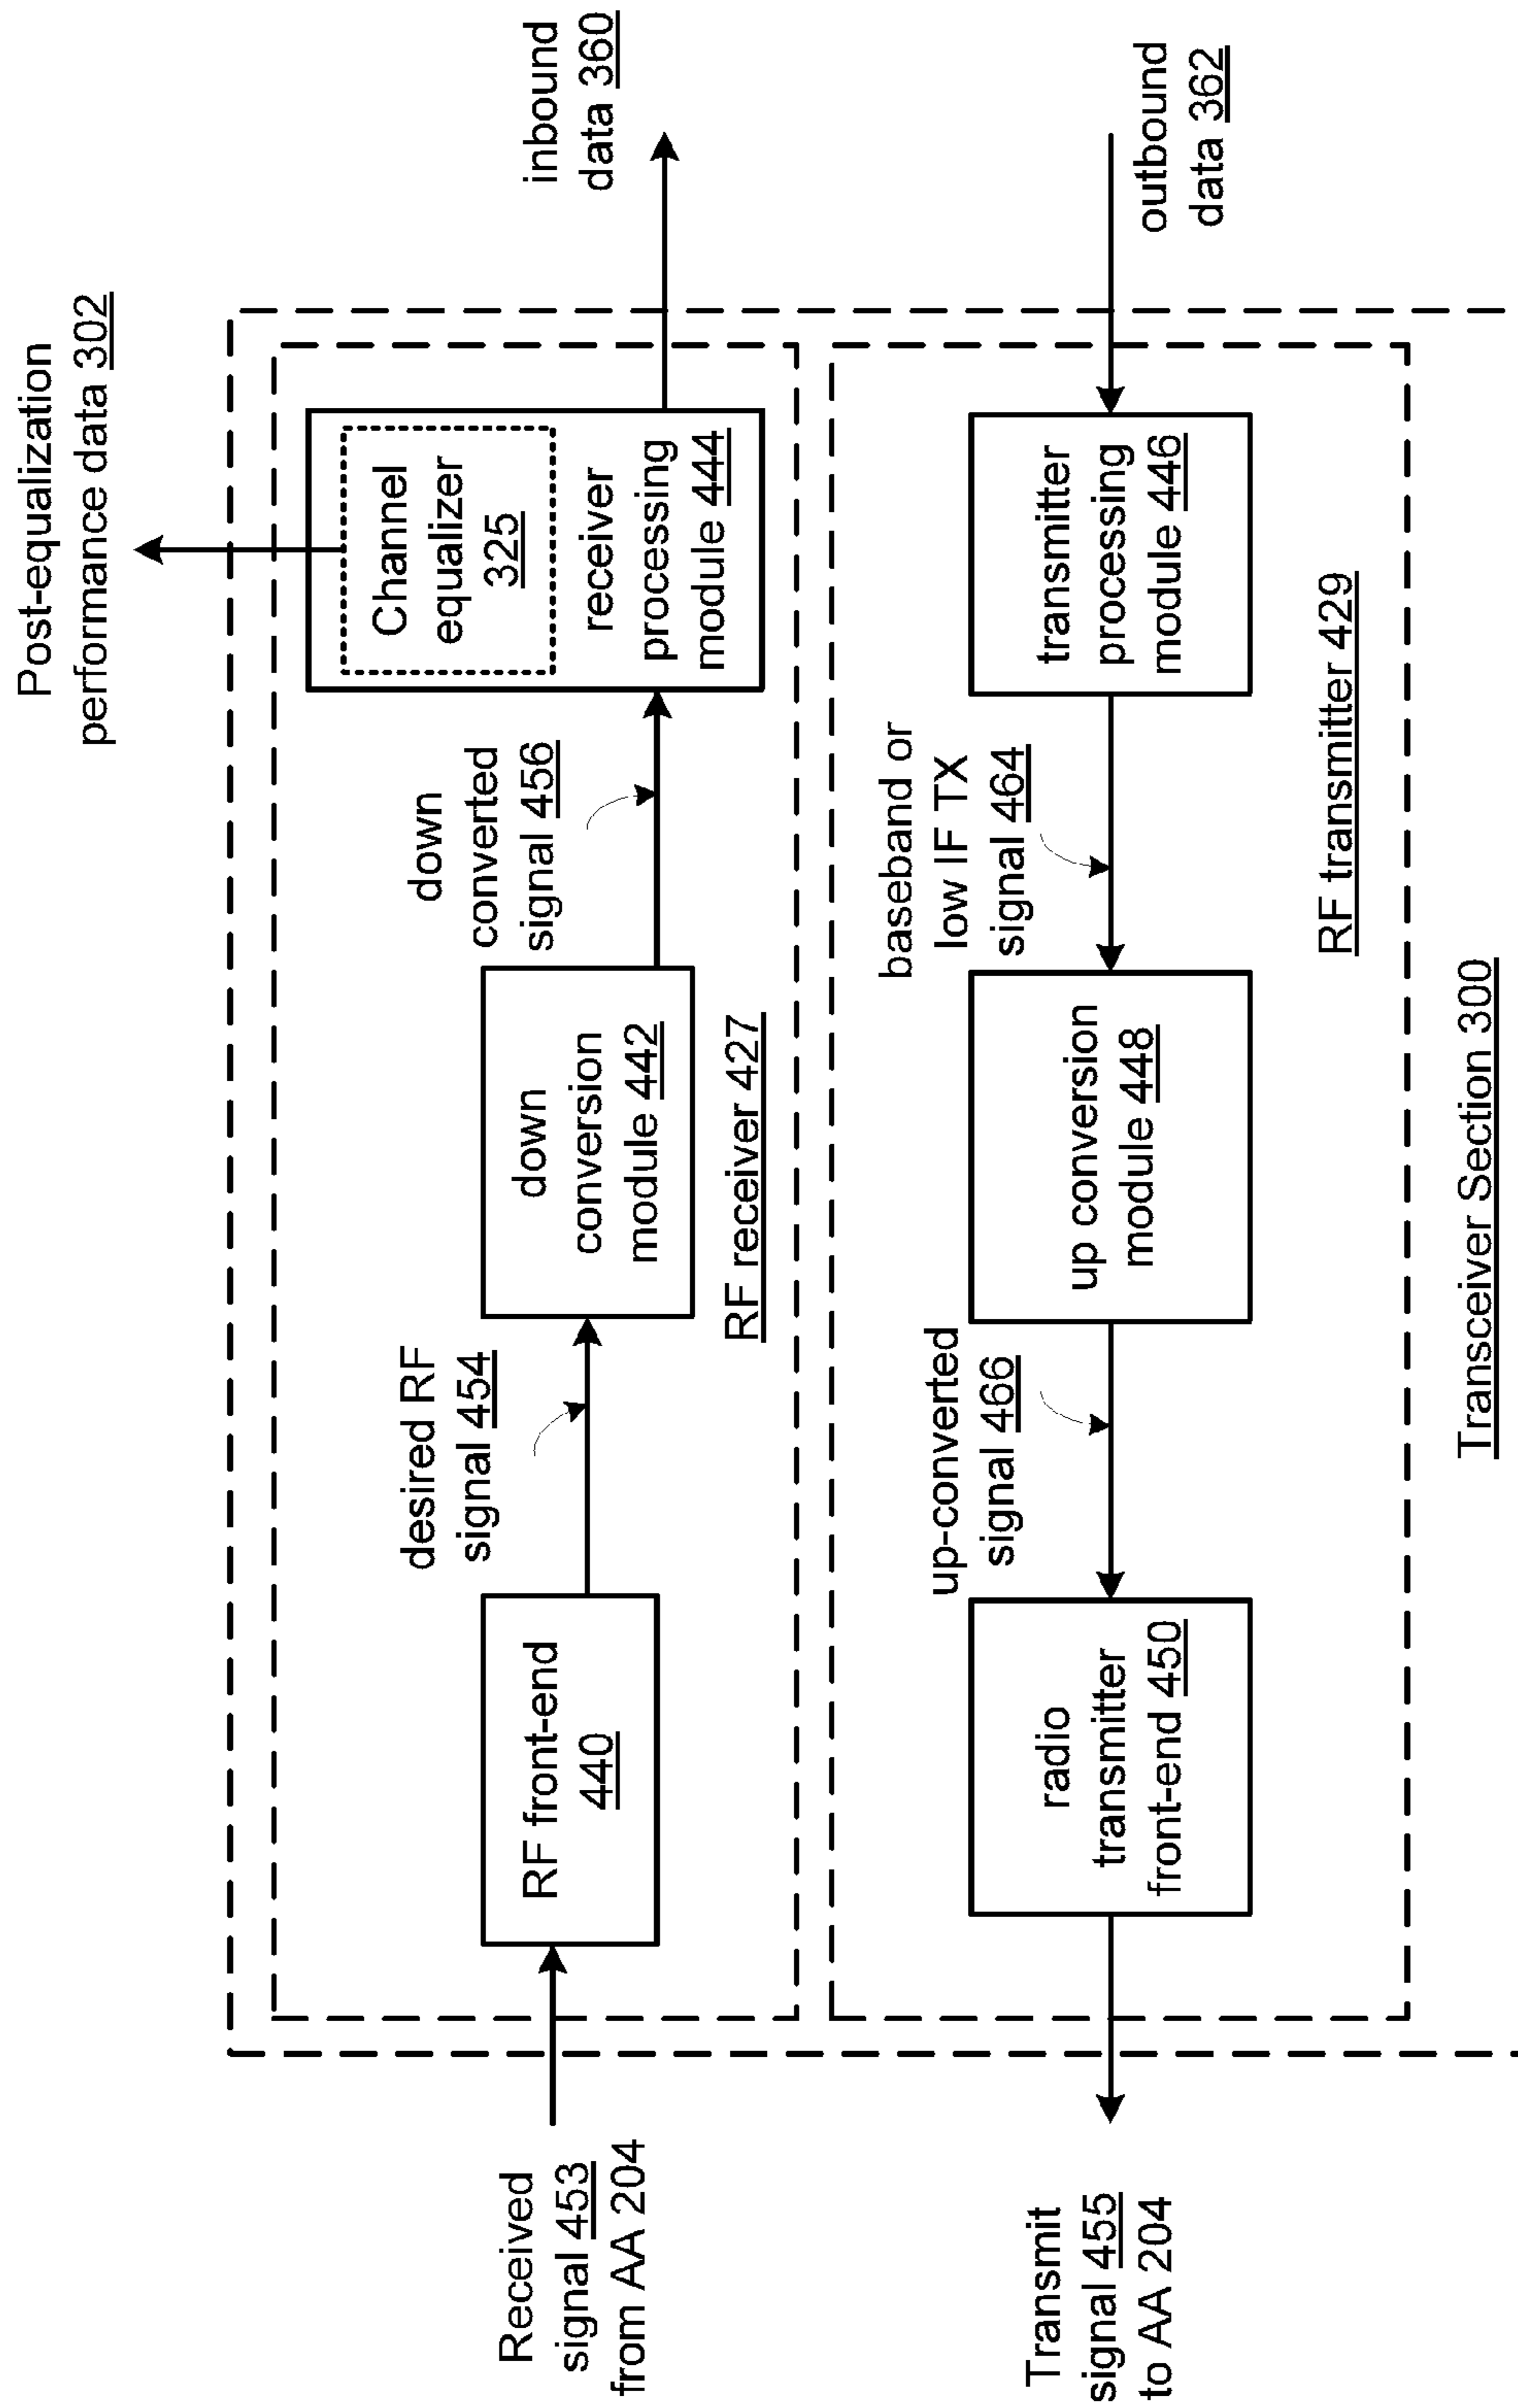 Post-equalization
performance data 302
Received
signal 453
from AA 204
RF front-end
440
desired RF
signal 454
down
conversion
module 442
down
converted
signal 456
Channel
equalizer
325
receiver
processing
module 444
inbound
data 360
RF receiver 427
Transmit
signal 455
to AA 204
radio
transmitter
front-end 450
up-converted
signal 466
up conversion
module 448
baseband or
low IF TX
signal 464
transmitter
processing
module 446
outbound
data 362
RF transmitter 429
Transceiver Section 300